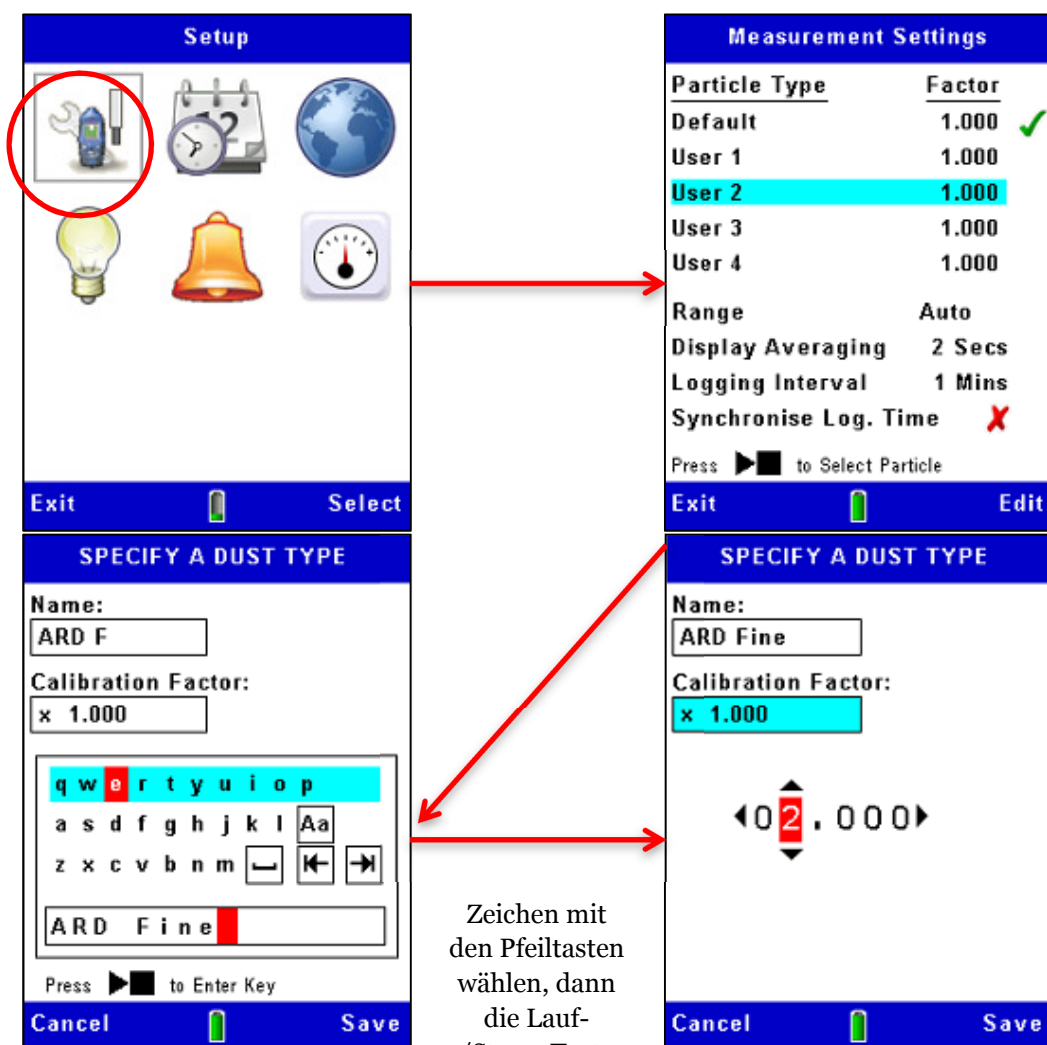 Setup
12
Exit Select
Measurement Settings
Particle Type Factor
Default 1.000
User 1 1.000
User 2 1.000
User 3 1.000
User 4 1.000
Range Auto
Display Averaging 2 Secs
Logging Interval 1 Mins
Synchronise Log. Time ✗
Press ▶■ to Select Particle
Exit Edit
SPECIFY A DUST TYPE
Name:
ARD F
Calibration Factor:
x 1.000
q w e r t y u i o p
a s d f g h j k l Aa
z x c v b n m
ARD Fine
Press ▶■ to Enter Key
Cancel Save
Zeichen mit
den Pfeiltasten
wählen, dann
die Lauf-
SPECIFY A DUST TYPE
Name:
ARD Fine
Calibration Factor:
x 1.000
02.000
Cancel Save